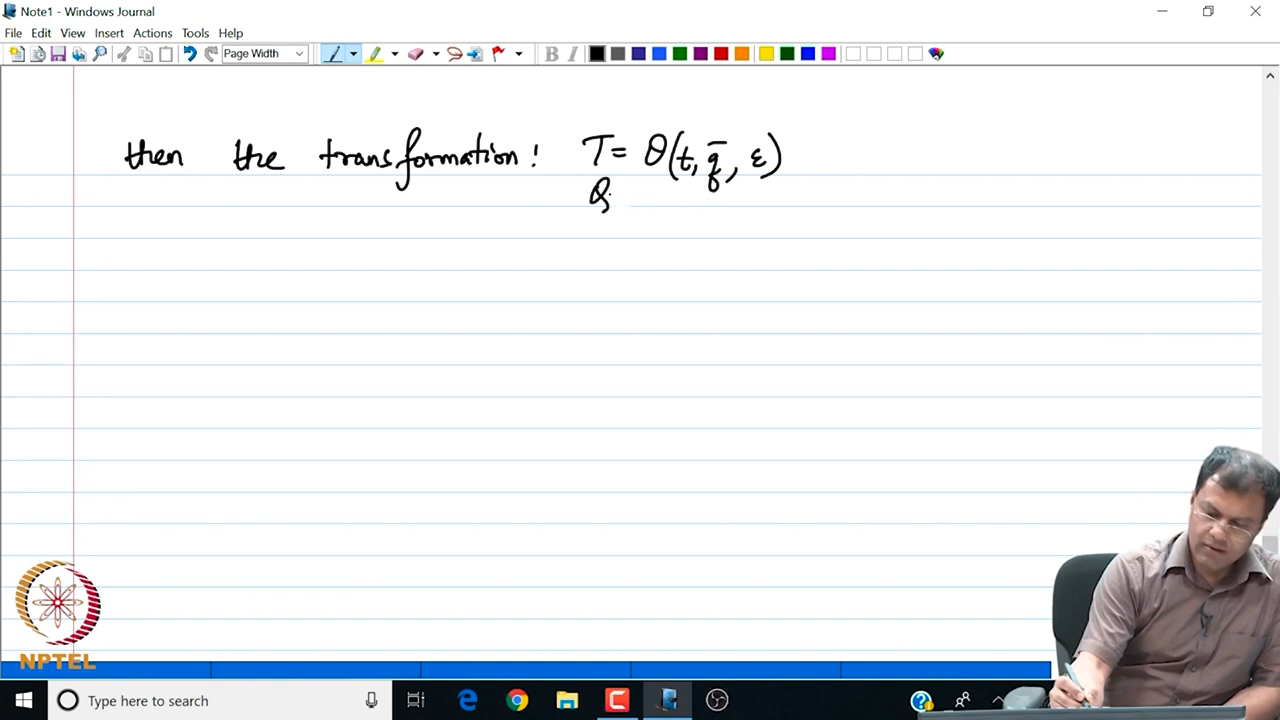 Note1 - Windows Journal
File Edit View Insert Actions Tools Help
Page Width
B I
then the transformation: T = θ(t, q̄, ε)
Q
NPTEL
Type here to search